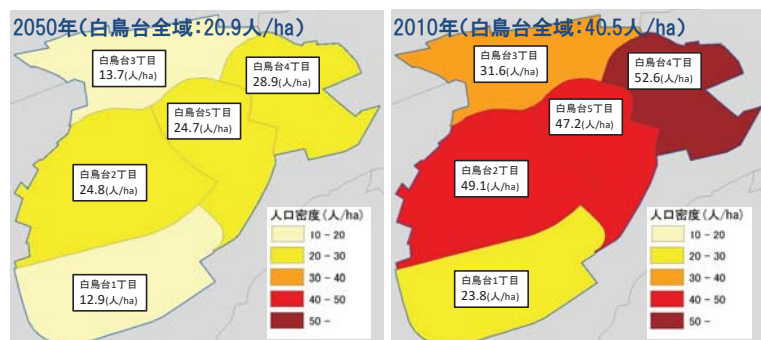 2050年(白鳥台全域:20.9人/ha)
白鳥台3丁目
13.7(人/ha)
白鳥台4丁目
28.9(人/ha)
白鳥台5丁目
24.7(人/ha)
白鳥台2丁目
24.8(人/ha)
白鳥台1丁目
12.9(人/ha)
人口密度(人/ha)
10 - 20
20 - 30
30 - 40
40 - 50
50 -
2010年(白鳥台全域:40.5人/ha)
白鳥台3丁目
31.6(人/ha)
白鳥台4丁目
52.6(人/ha)
白鳥台5丁目
47.2(人/ha)
白鳥台2丁目
49.1(人/ha)
白鳥台1丁目
23.8(人/ha)
人口密度(人/ha)
10 - 20
20 - 30
30 - 40
40 - 50
50 -